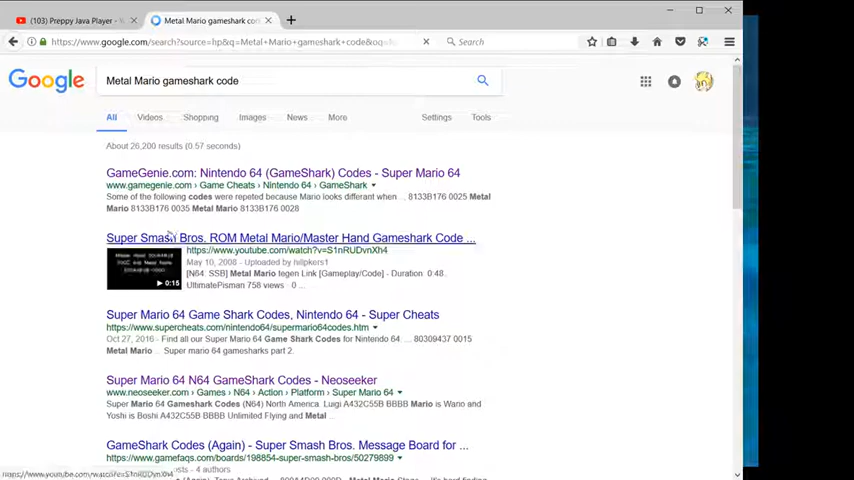 (103) Preppy Java Player -
Metal Mario gameshark co
https://www.google.com/search?source=hp&q=Metal+Mario+gameshark+code&oq=
Search
Google
Metal Mario gameshark code
All Videos Shopping Images News More Settings Tools
About 26,200 results (0.57 seconds)
GameGenie.com: Nintendo 64 (GameShark) Codes - Super Mario 64
www.gamegenie.com › Game Cheats › Nintendo 64 › GameShark
Some of the following codes were repeted because Mario looks differant when ... 8133B176 0025 Metal
Mario 8133B176 0035 Metal Mario 8133B176 0028
Super Smash Bros. ROM Metal Mario/Master Hand Gameshark Code ...
https://www.youtube.com/watch?v=S1nRUDvnXh4
May 10, 2008 - Uploaded by hillpkers1
[N64: SSB] Metal Mario tegen Link [Gameplay/Code] - Duration: 0:48.
UltimatePisman 758 views · 0 ...
0:15
Super Mario 64 Game Shark Codes, Nintendo 64 - Super Cheats
https://www.supercheats.com/nintendo64/supermario64codes.htm
Oct 27, 2016 - Find all our Super Mario 64 Game Shark Codes for Nintendo 64. ... 80309437 0015
Metal Mario ... Super mario 64 gamesharks part 2.
Super Mario 64 N64 GameShark Codes - Neoseeker
www.neoseeker.com › Games › N64 › Action › Platform › Super Mario 64
Super Mario 64 Gameshark Codes (N64) North America. Luigi A432C55B BBBB Mario is Wario and
Yoshi is Boshi A432C55B BBBB Unlimited Flying and Metal ...
GameShark Codes (Again) - Super Smash Bros. Message Board for ...
https://www.gamefaqs.com/boards/198854-super-smash-bros/50279899
posts - 4 authors
https://www.youtube.com/watch?v=S1nRUDvnXh4